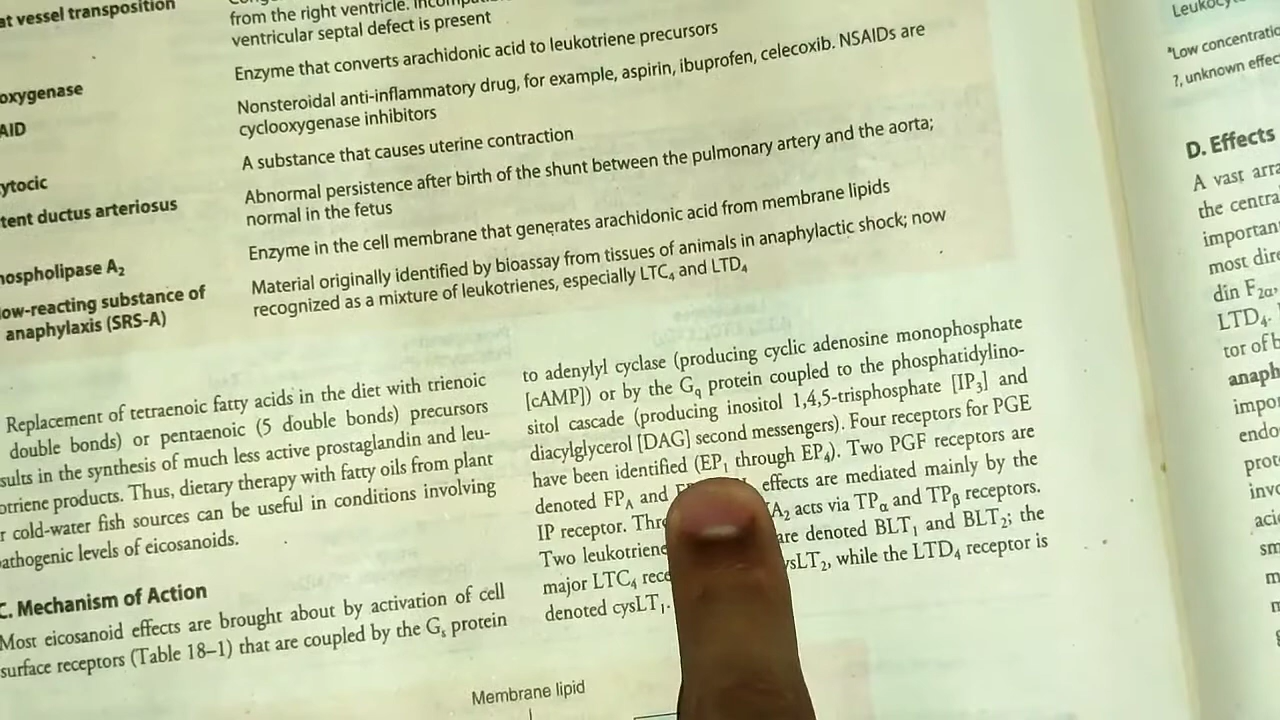 at vessel transposition
from the right ventricle.
ventricular septal defect is present
oxygenase
Enzyme that converts arachidonic acid to leukotriene precursors
AID
Nonsteroidal anti-inflammatory drug, for example, aspirin, ibuprofen, celecoxib. NSAIDs are
cyclooxygenase inhibitors
ytocic
A substance that causes uterine contraction
tent ductus arteriosus
Abnormal persistence after birth of the shunt between the pulmonary artery and the aorta;
normal in the fetus
hospholipase A₂
Enzyme in the cell membrane that generates arachidonic acid from membrane lipids
ow-reacting substance of
anaphylaxis (SRS-A)
Material originally identified by bioassay from tissues of animals in anaphylactic shock; now
recognized as a mixture of leukotrienes, especially LTC₄ and LTD₄
Replacement of tetraenoic fatty acids in the diet with trienoic
double bonds) or pentaenoic (5 double bonds) precursors
sults in the synthesis of much less active prostaglandin and leu-
otriene products. Thus, dietary therapy with fatty oils from plant
r cold-water fish sources can be useful in conditions involving
athogenic levels of eicosanoids.
C. Mechanism of Action
Most eicosanoid effects are brought about by activation of cell
surface receptors (Table 18–1) that are coupled by the Gₛ protein
to adenylyl cyclase (producing cyclic adenosine monophosphate
[cAMP]) or by the G_q protein coupled to the phosphatidylino-
sitol cascade (producing inositol 1,4,5-trisphosphate [IP₃] and
diacylglycerol [DAG] second messengers). Four receptors for PGE
have been identified (EP₁ through EP₄). Two PGF receptors are
denoted FP_A and effects are mediated mainly by the
IP receptor. A₂ acts via TP_α and TP_β receptors.
Two leukotriene are denoted BLT₁ and BLT₂; the
major LTC₄ ysLT₂, while the LTD₄ receptor is
denoted cysLT₁.
Membrane lipid
Leukocy
ᵃLow concentratio
?, unknown effec
D. Effects
A vast arra
the centra
importan
most dire
din F₂α,
LTD₄.
tor of b
anaph
impor
endo
prot
invo
acid
sm